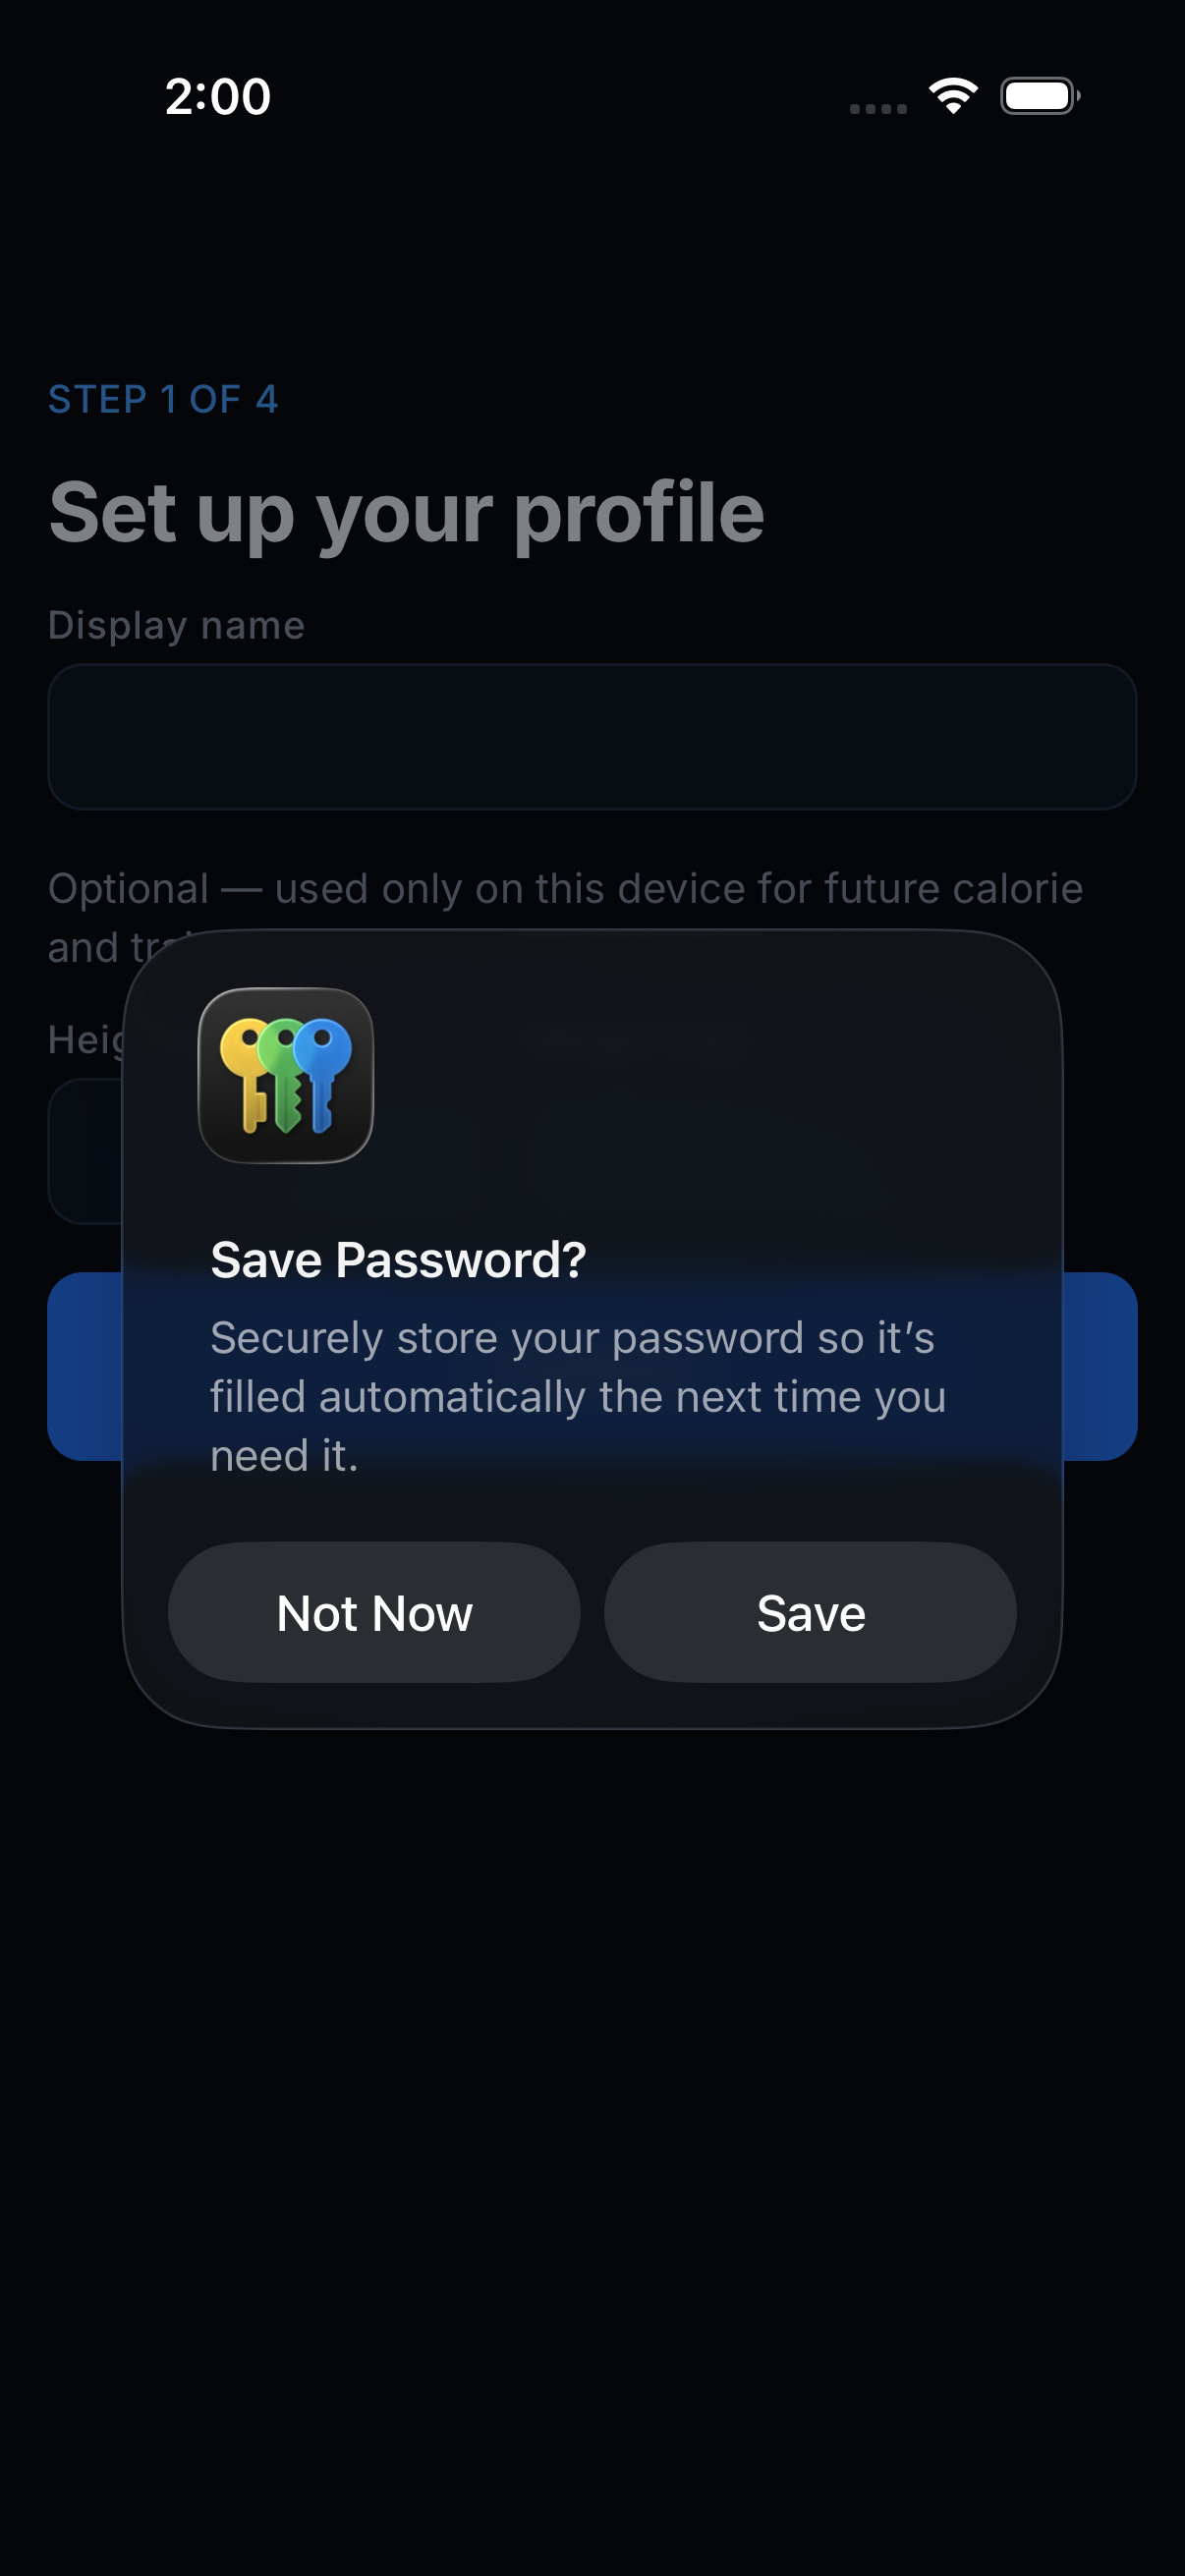 2:00
STEP 1 OF 4
Set up your profile
Display name
Optional — used only on this device for future calorie
and
Save Password?
Securely store your password so it’s
filled automatically the next time you
need it.
Not Now
Save